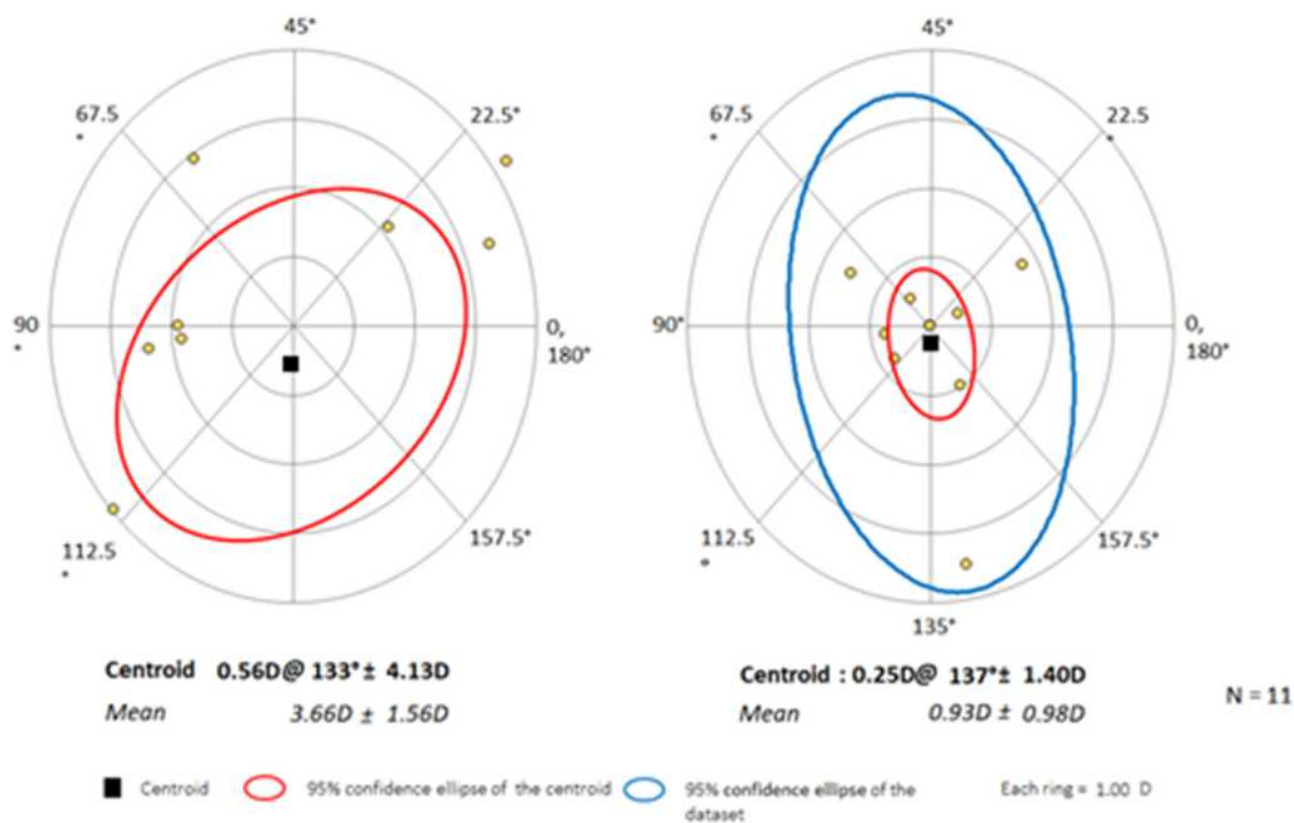 45°
45°
67.5
°
22.5°
67.5
°
22.5
°
90
°
0,
180°
90°
0,
180°
112.5
°
157.5°
112.5
°
157.5°
135°
Centroid 0.56D@ 133°± 4.13D
Mean 3.66D ± 1.56D
Centroid : 0.25D@ 137°± 1.40D
Mean 0.93D ± 0.98D
N = 11
Centroid
95% confidence ellipse of the centroid
95% confidence ellipse of the
dataset
Each ring = 1.00 D